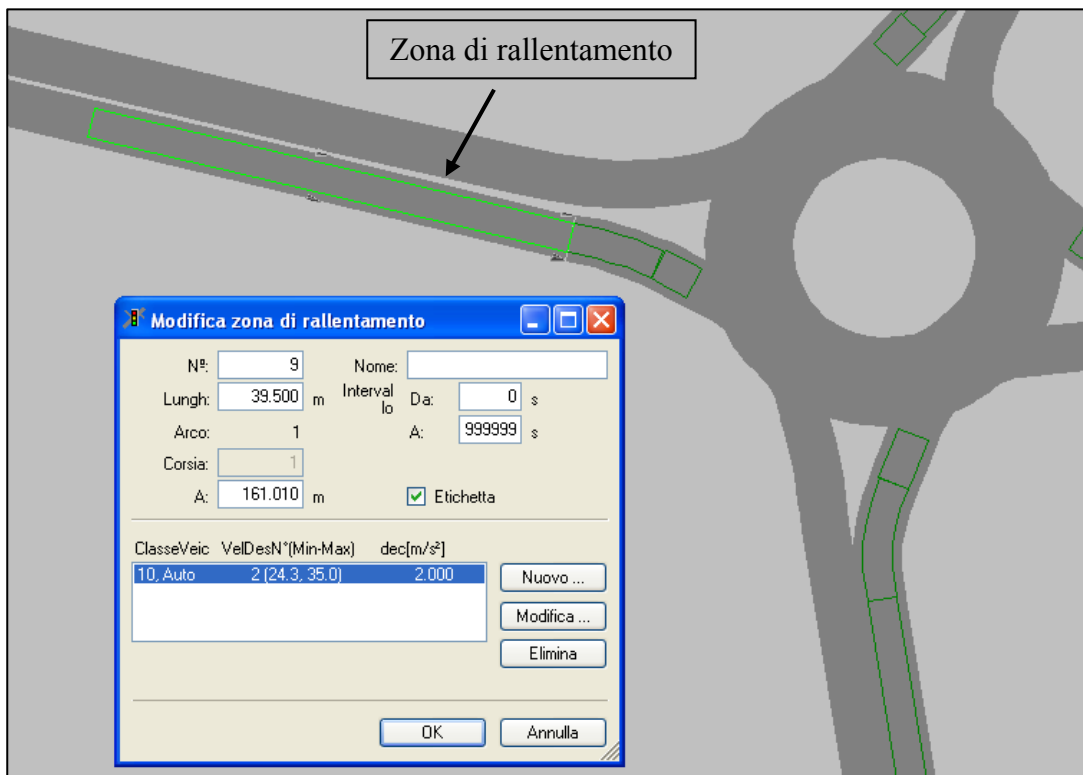 Zona di rallentamento
Modifica zona di rallentamento
Nº: 9 Nome:
Lungh: 39.500 m Interval lo Da: 0 s
Arco: 1 A: 999999 s
Corsia: 1
A: 161.010 m Etichetta
ClasseVeic VelDesN°(Min-Max) dec[m/s²]
10, Auto 2 (24.3, 35.0) 2.000
Nuovo ...
Modifica ...
Elimina
OK Annulla